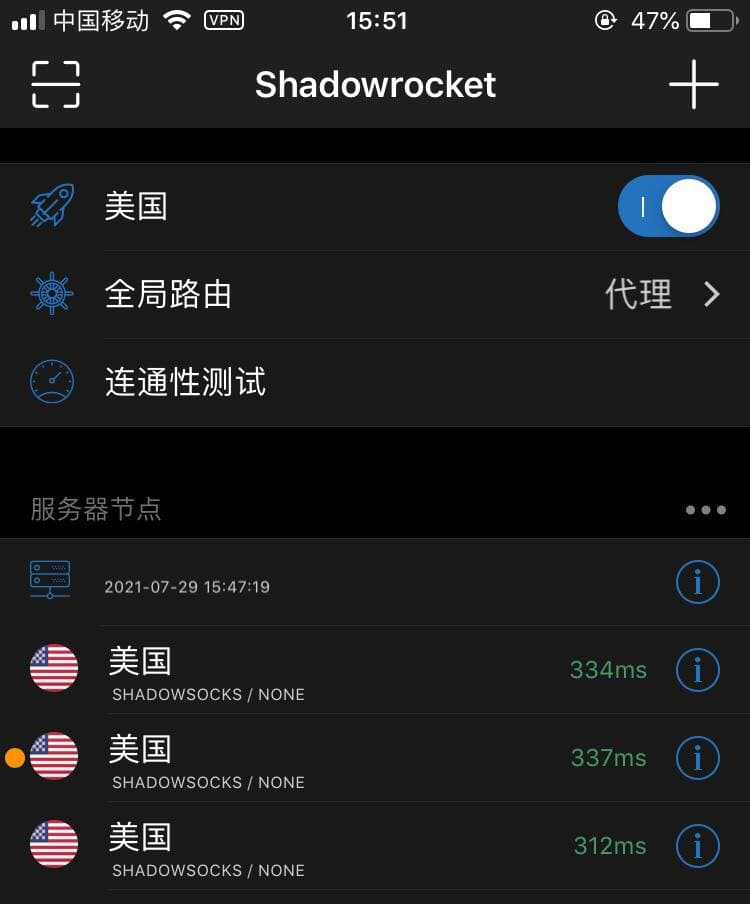 中国移动 VPN 15:51 47%
Shadowrocket
美国
全局路由 代理
连通性测试
服务器节点
2021-07-29 15:47:19
美国 334ms
SHADOWSOCKS / NONE
美国 337ms
SHADOWSOCKS / NONE
美国 312ms
SHADOWSOCKS / NONE